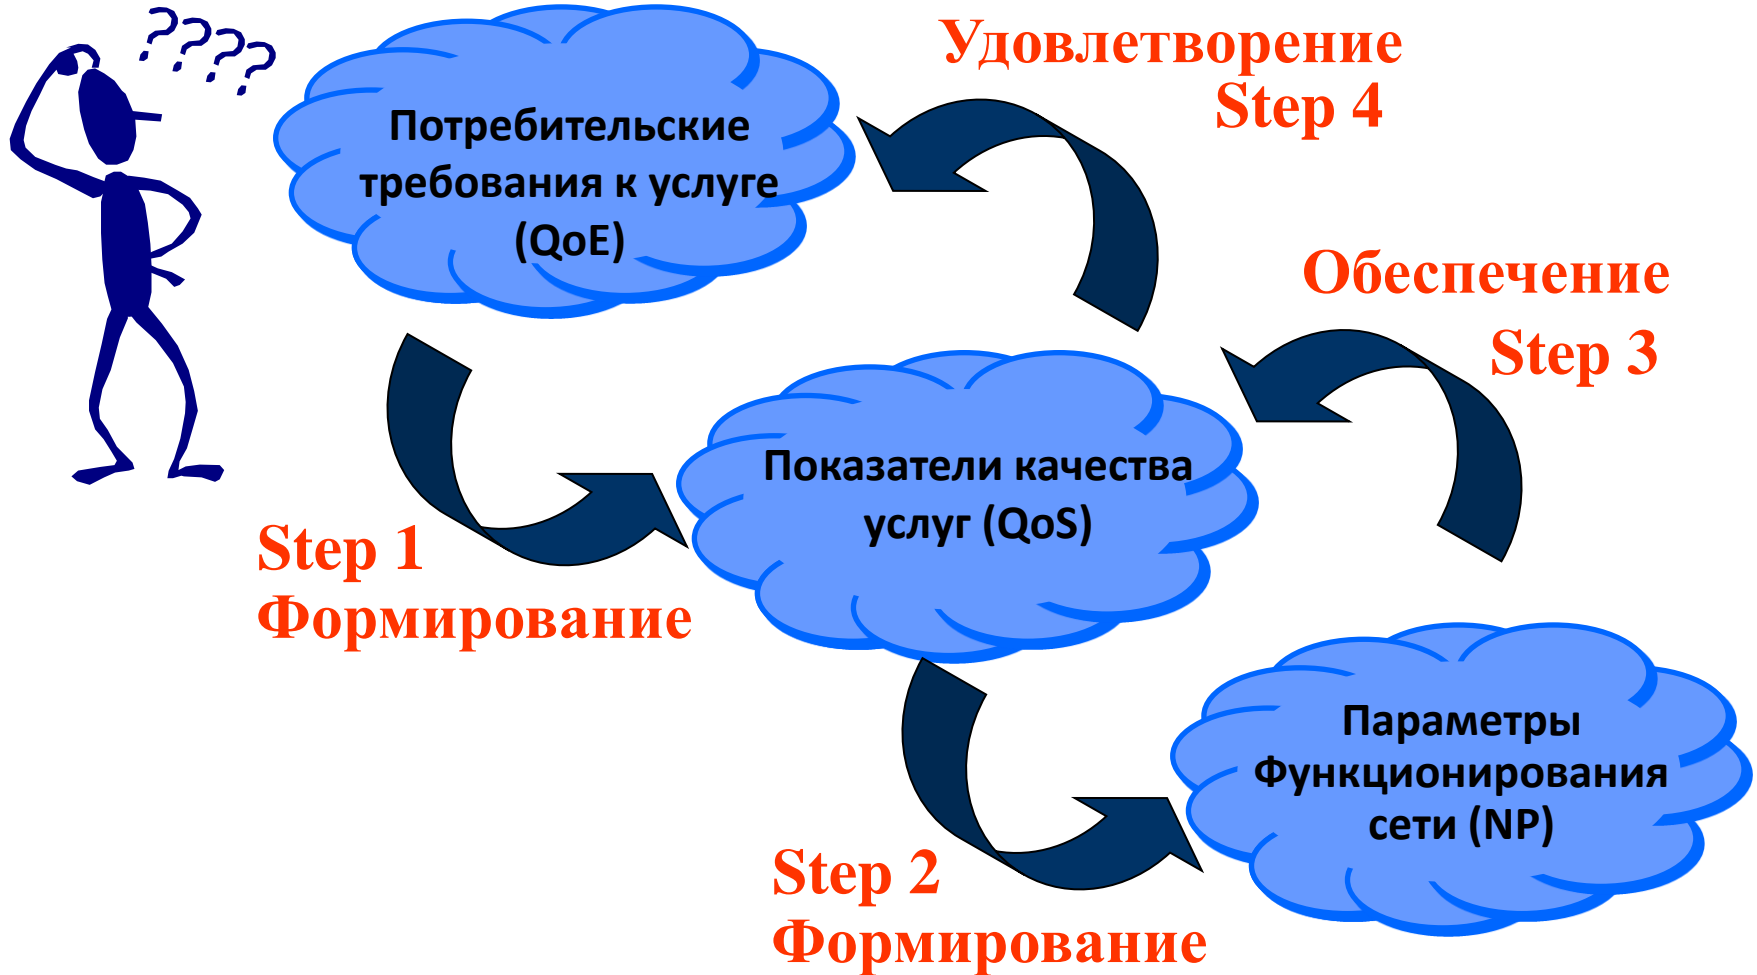 ????
Потребительские
требования к услуге
(QoE)
Удовлетворение
Step 4
Обеспечение
Step 3
Показатели качества
услуг (QoS)
Step 1
Формирование
Параметры
Функционирования
сети (NP)
Step 2
Формирование